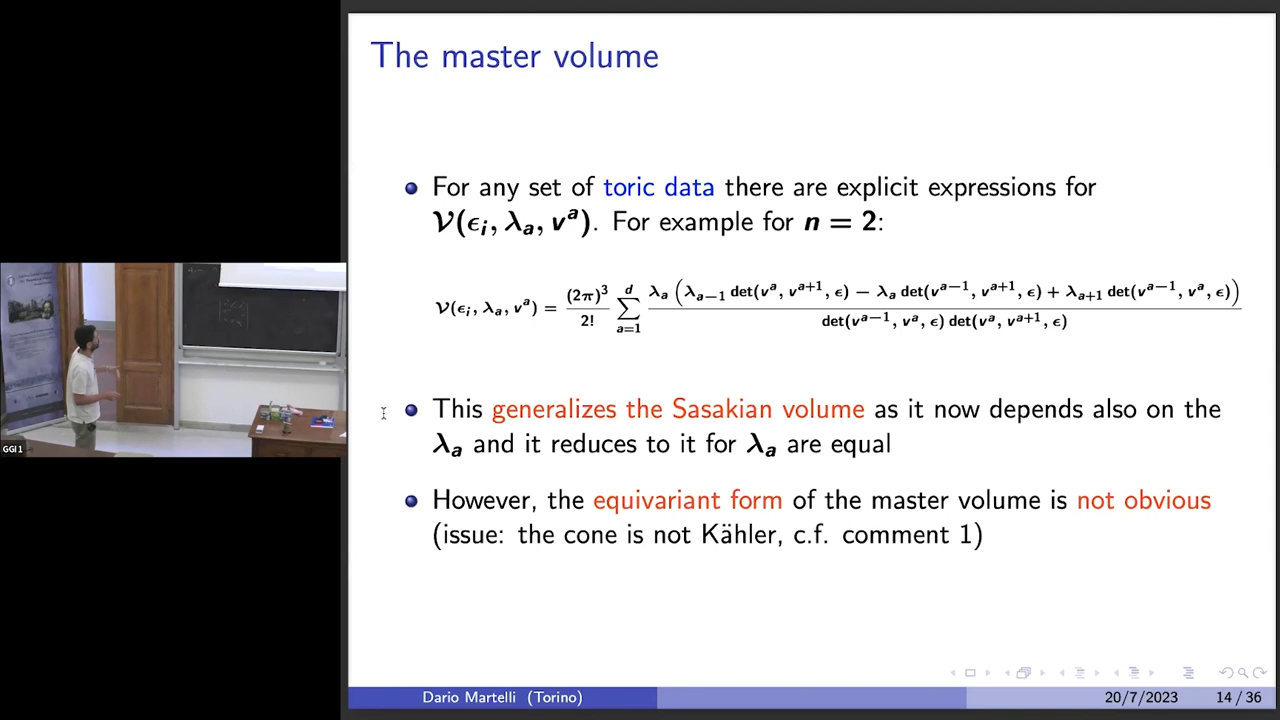 The master volume
For any set of toric data there are explicit expressions for
𝒱(ϵᵢ, λₐ, vᵃ). For example for n = 2:
𝒱(ϵᵢ, λₐ, vᵃ) = (2π)³/2! ∑_{a=1}^{d} λₐ(λₐ₋₁ det(vᵃ, vᵃ⁺¹, ϵ) − λₐ det(vᵃ⁻¹, vᵃ⁺¹, ϵ) + λₐ₊₁ det(vᵃ⁻¹, vᵃ, ϵ)) / det(vᵃ⁻¹, vᵃ, ϵ) det(vᵃ, vᵃ⁺¹, ϵ)
This generalizes the Sasakian volume as it now depends also on the
λₐ and it reduces to it for λₐ are equal
However, the equivariant form of the master volume is not obvious
(issue: the cone is not Kähler, c.f. comment 1)
GGI 1
Dario Martelli (Torino) 20/7/2023 14 / 36